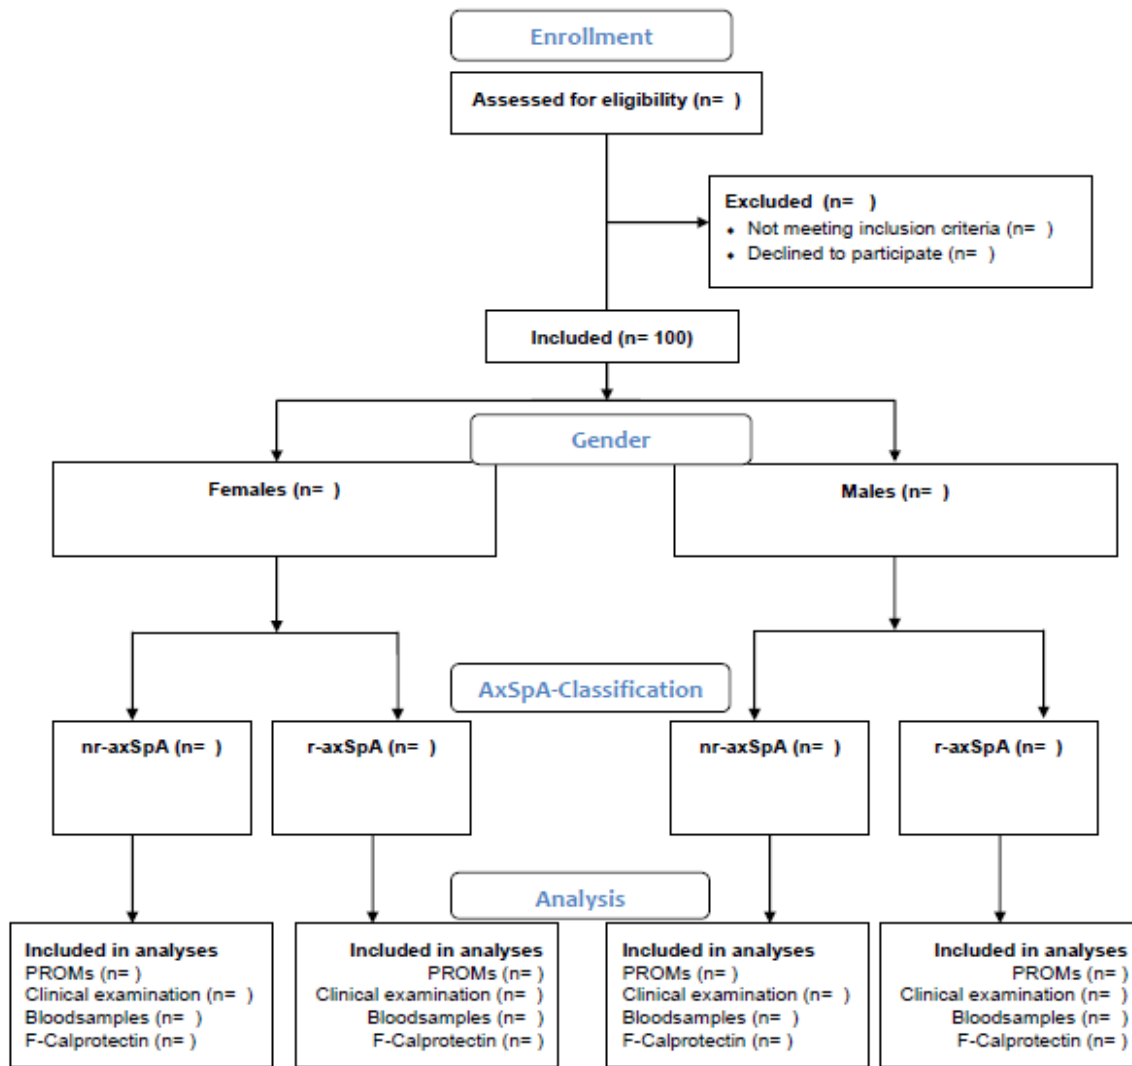 Enrollment
Assessed for eligibility (n=  )
Excluded  (n=  )
• Not meeting inclusion criteria (n=  )
• Declined to participate (n=  )
Included (n= 100)
Gender
Females (n=  )
Males (n=  )
AxSpA-Classification
nr-axSpA (n=  )
r-axSpA (n=  )
nr-axSpA (n=  )
r-axSpA (n=  )
Analysis
Included in analyses
PROMs (n= )
Clinical examination (n=  )
Bloodsamples (n=  )
F-Calprotectin (n= )
Included in analyses
PROMs (n= )
Clinical examination (n=  )
Bloodsamples (n=  )
F-Calprotectin (n= )
Included in analyses
PROMs (n= )
Clinical examination (n=  )
Bloodsamples (n=  )
F-Calprotectin (n= )
Included in analyses
PROMs (n= )
Clinical examination (n=  )
Bloodsamples (n=  )
F-Calprotectin (n= )